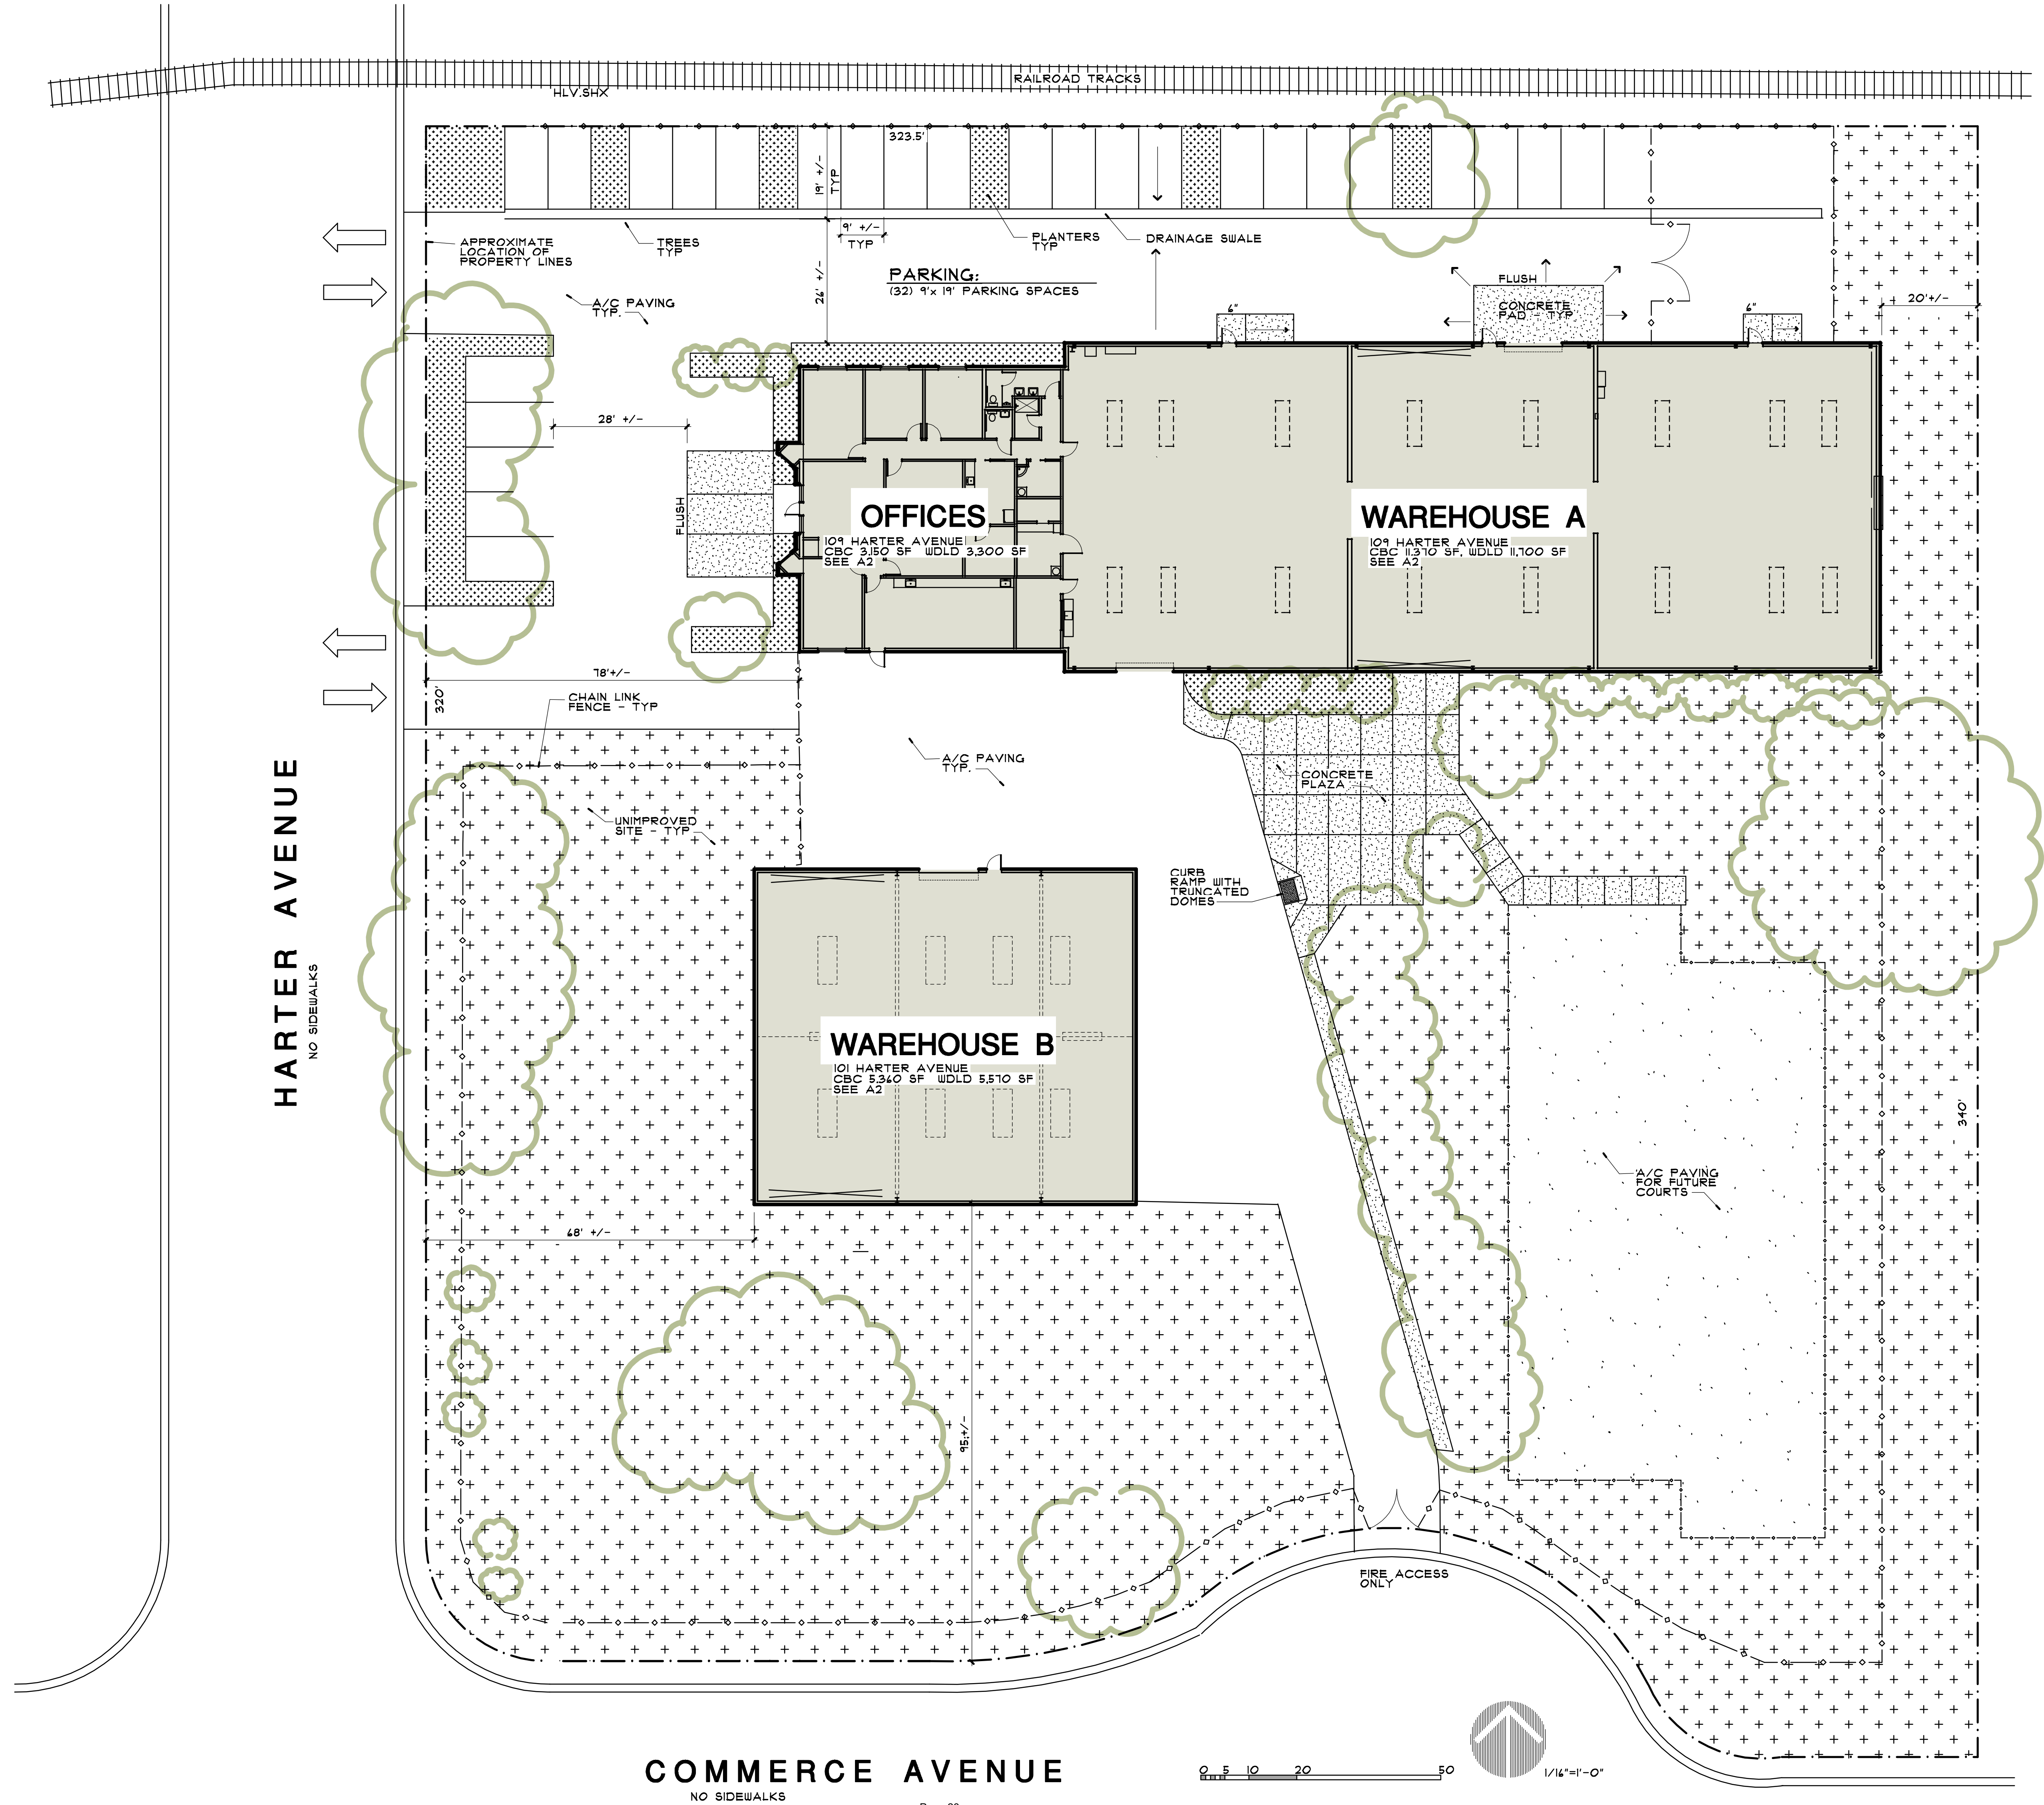 RAILROAD TRACKS
HLV.SHX
323.5'
19' +/-
TYP
9' +/-
TYP
26' +/-
APPROXIMATE
LOCATION OF
PROPERTY LINES
TREES
TYP
PLANTERS
TYP
DRAINAGE SWALE
PARKING:
(32) 9'x 19' PARKING SPACES
A/C PAVING
TYP.
6"
FLUSH
CONCRETE
PAD - TYP
6"
20'+/-
28' +/-
FLUSH
OFFICES
109 HARTER AVENUE
CBC 3,150 SF WDLD 3,300 SF
SEE A2
WAREHOUSE A
109 HARTER AVENUE
CBC 11,370 SF, WDLD 11,700 SF
SEE A2
78'+/-
320'
CHAIN LINK
FENCE - TYP
A/C PAVING
TYP.
CONCRETE
PLAZA
UNIMPROVED
SITE - TYP
CURB
RAMP WITH
TRUNCATED
DOMES
HARTER AVENUE
NO SIDEWALKS
WAREHOUSE B
101 HARTER AVENUE
CBC 5,360 SF WDLD 5,570 SF
SEE A2
340'
A/C PAVING
FOR FUTURE
COURTS
68' +/-
95'+/-
FIRE ACCESS
ONLY
COMMERCE AVENUE
NO SIDEWALKS
0 5 10 20 50
1/16"=1'-0"